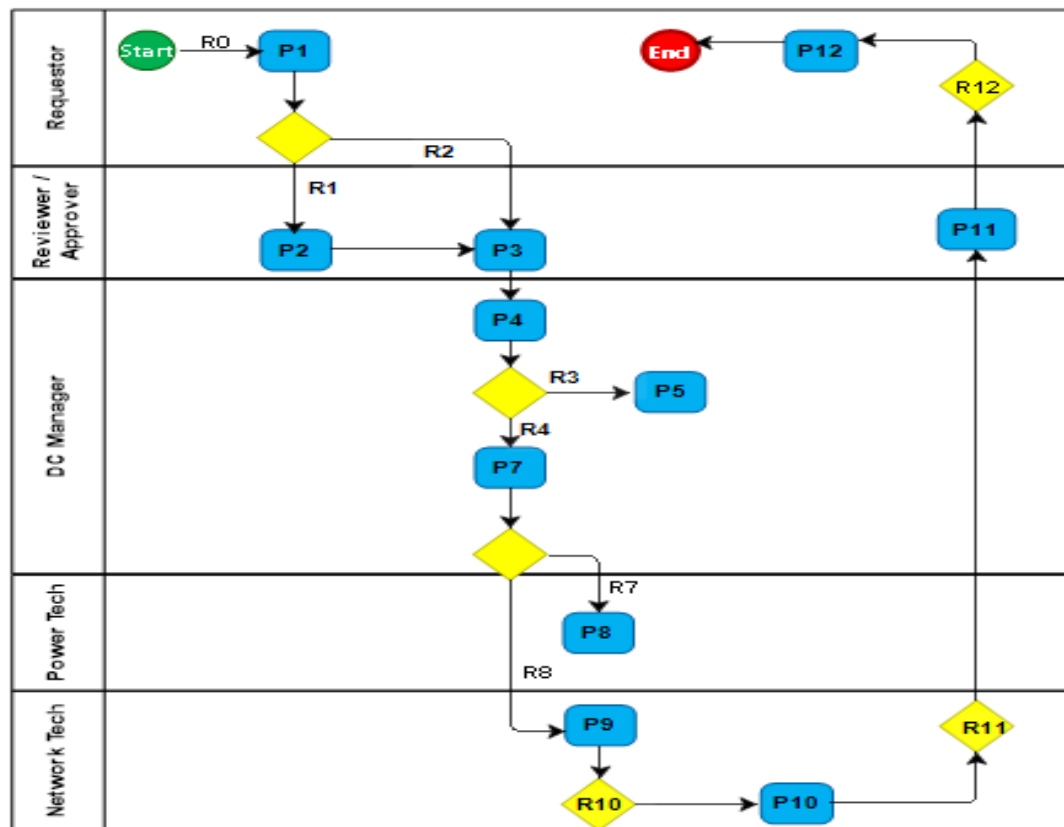 Requestor
Start
R0
P1
End
P12
R12
R2
R1
Reviewer /
Approver
P2
P3
P11
DC Manager
P4
R3
P5
R4
P7
Power Tech
R7
P8
R8
Network Tech
P9
R11
R10
P10